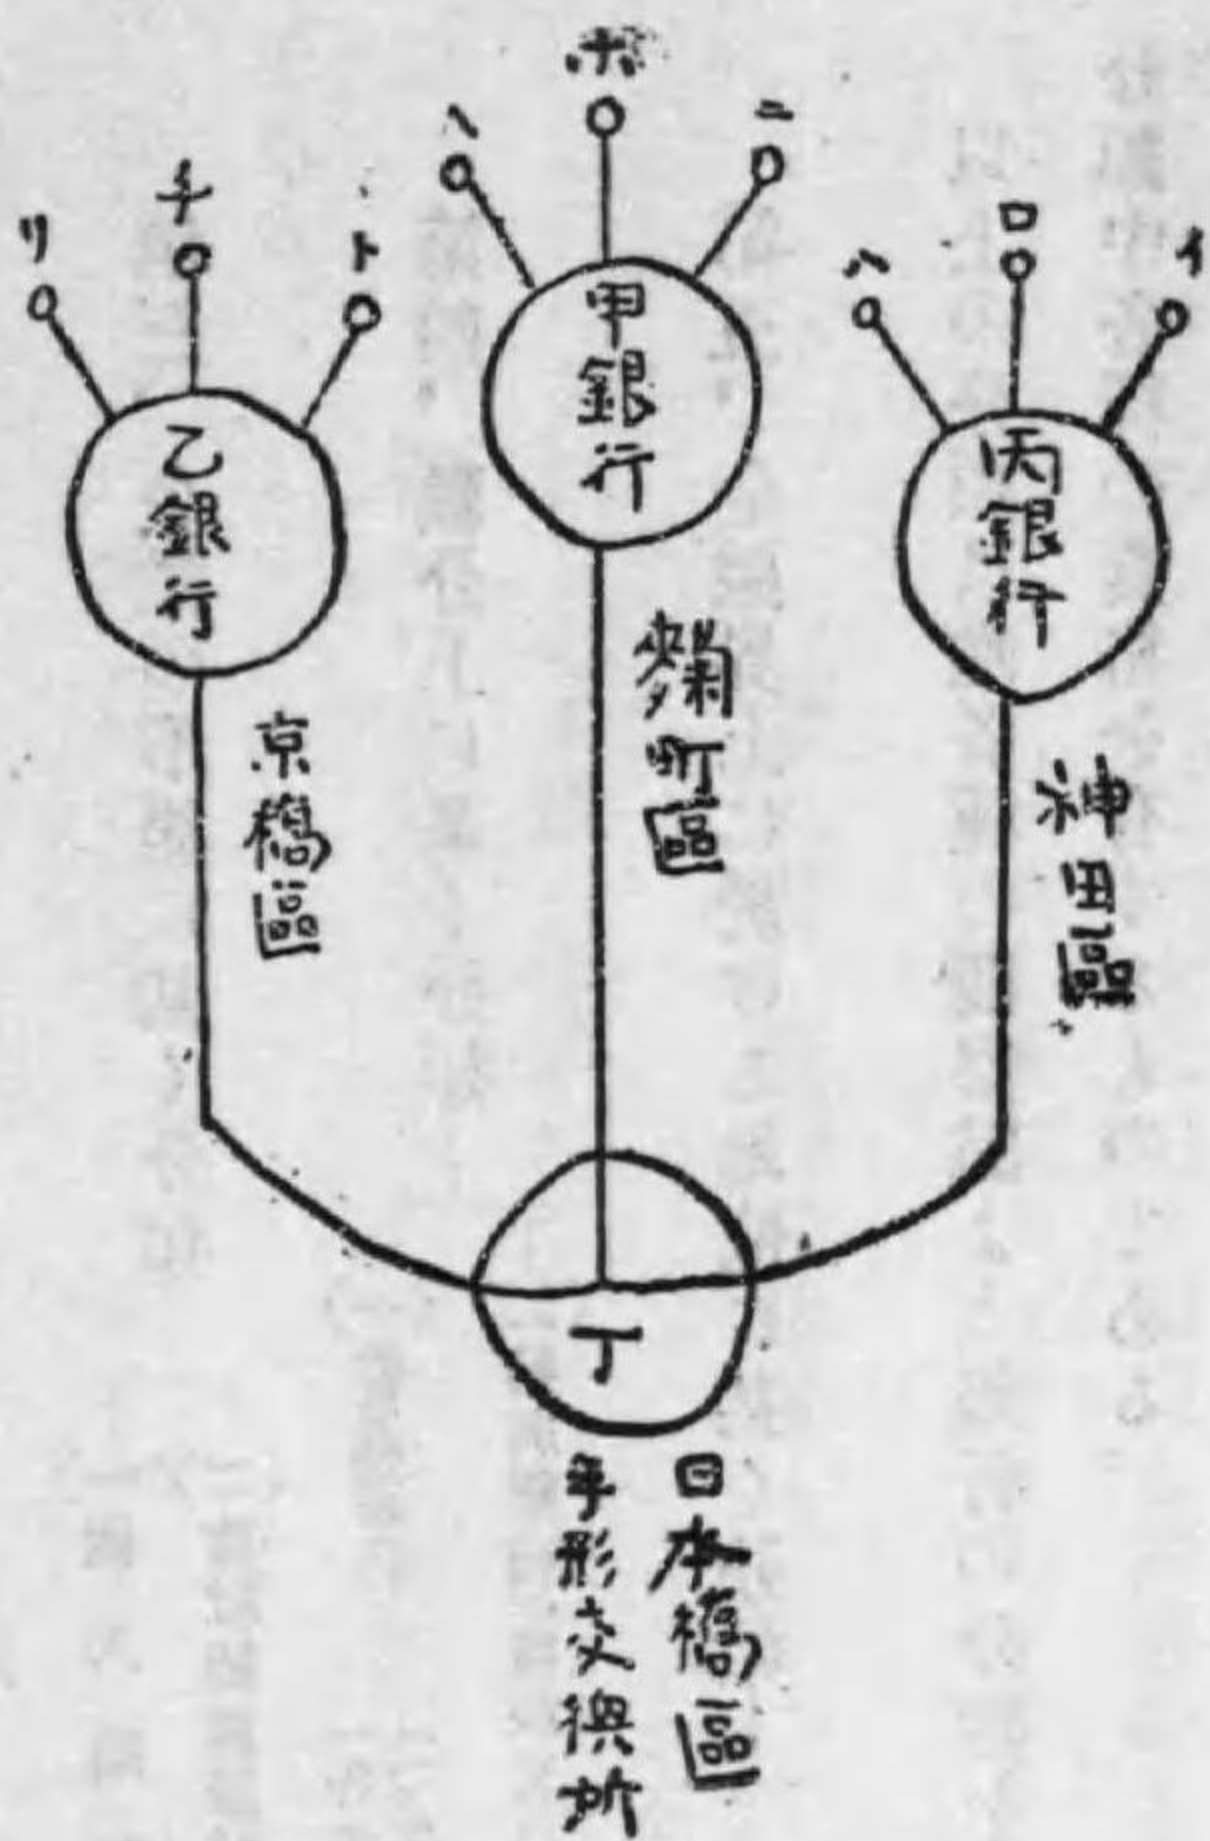 イ
ロ
ハ
丙銀行
神田區
ニ
ホ
ヘ
甲銀行
麹町區
ト
チ
リ
乙銀行
京橋區
丁
日本橋區
手形交換所